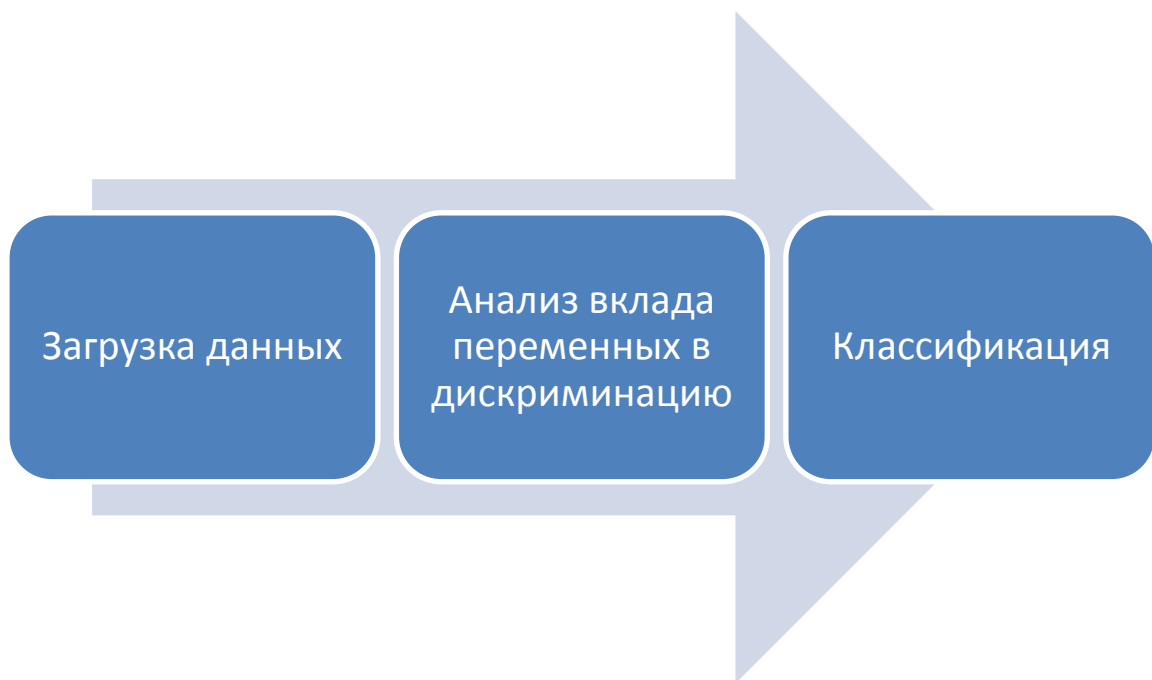 Загрузка данных
Анализ вклада
переменных в
дискриминацию
Классификация